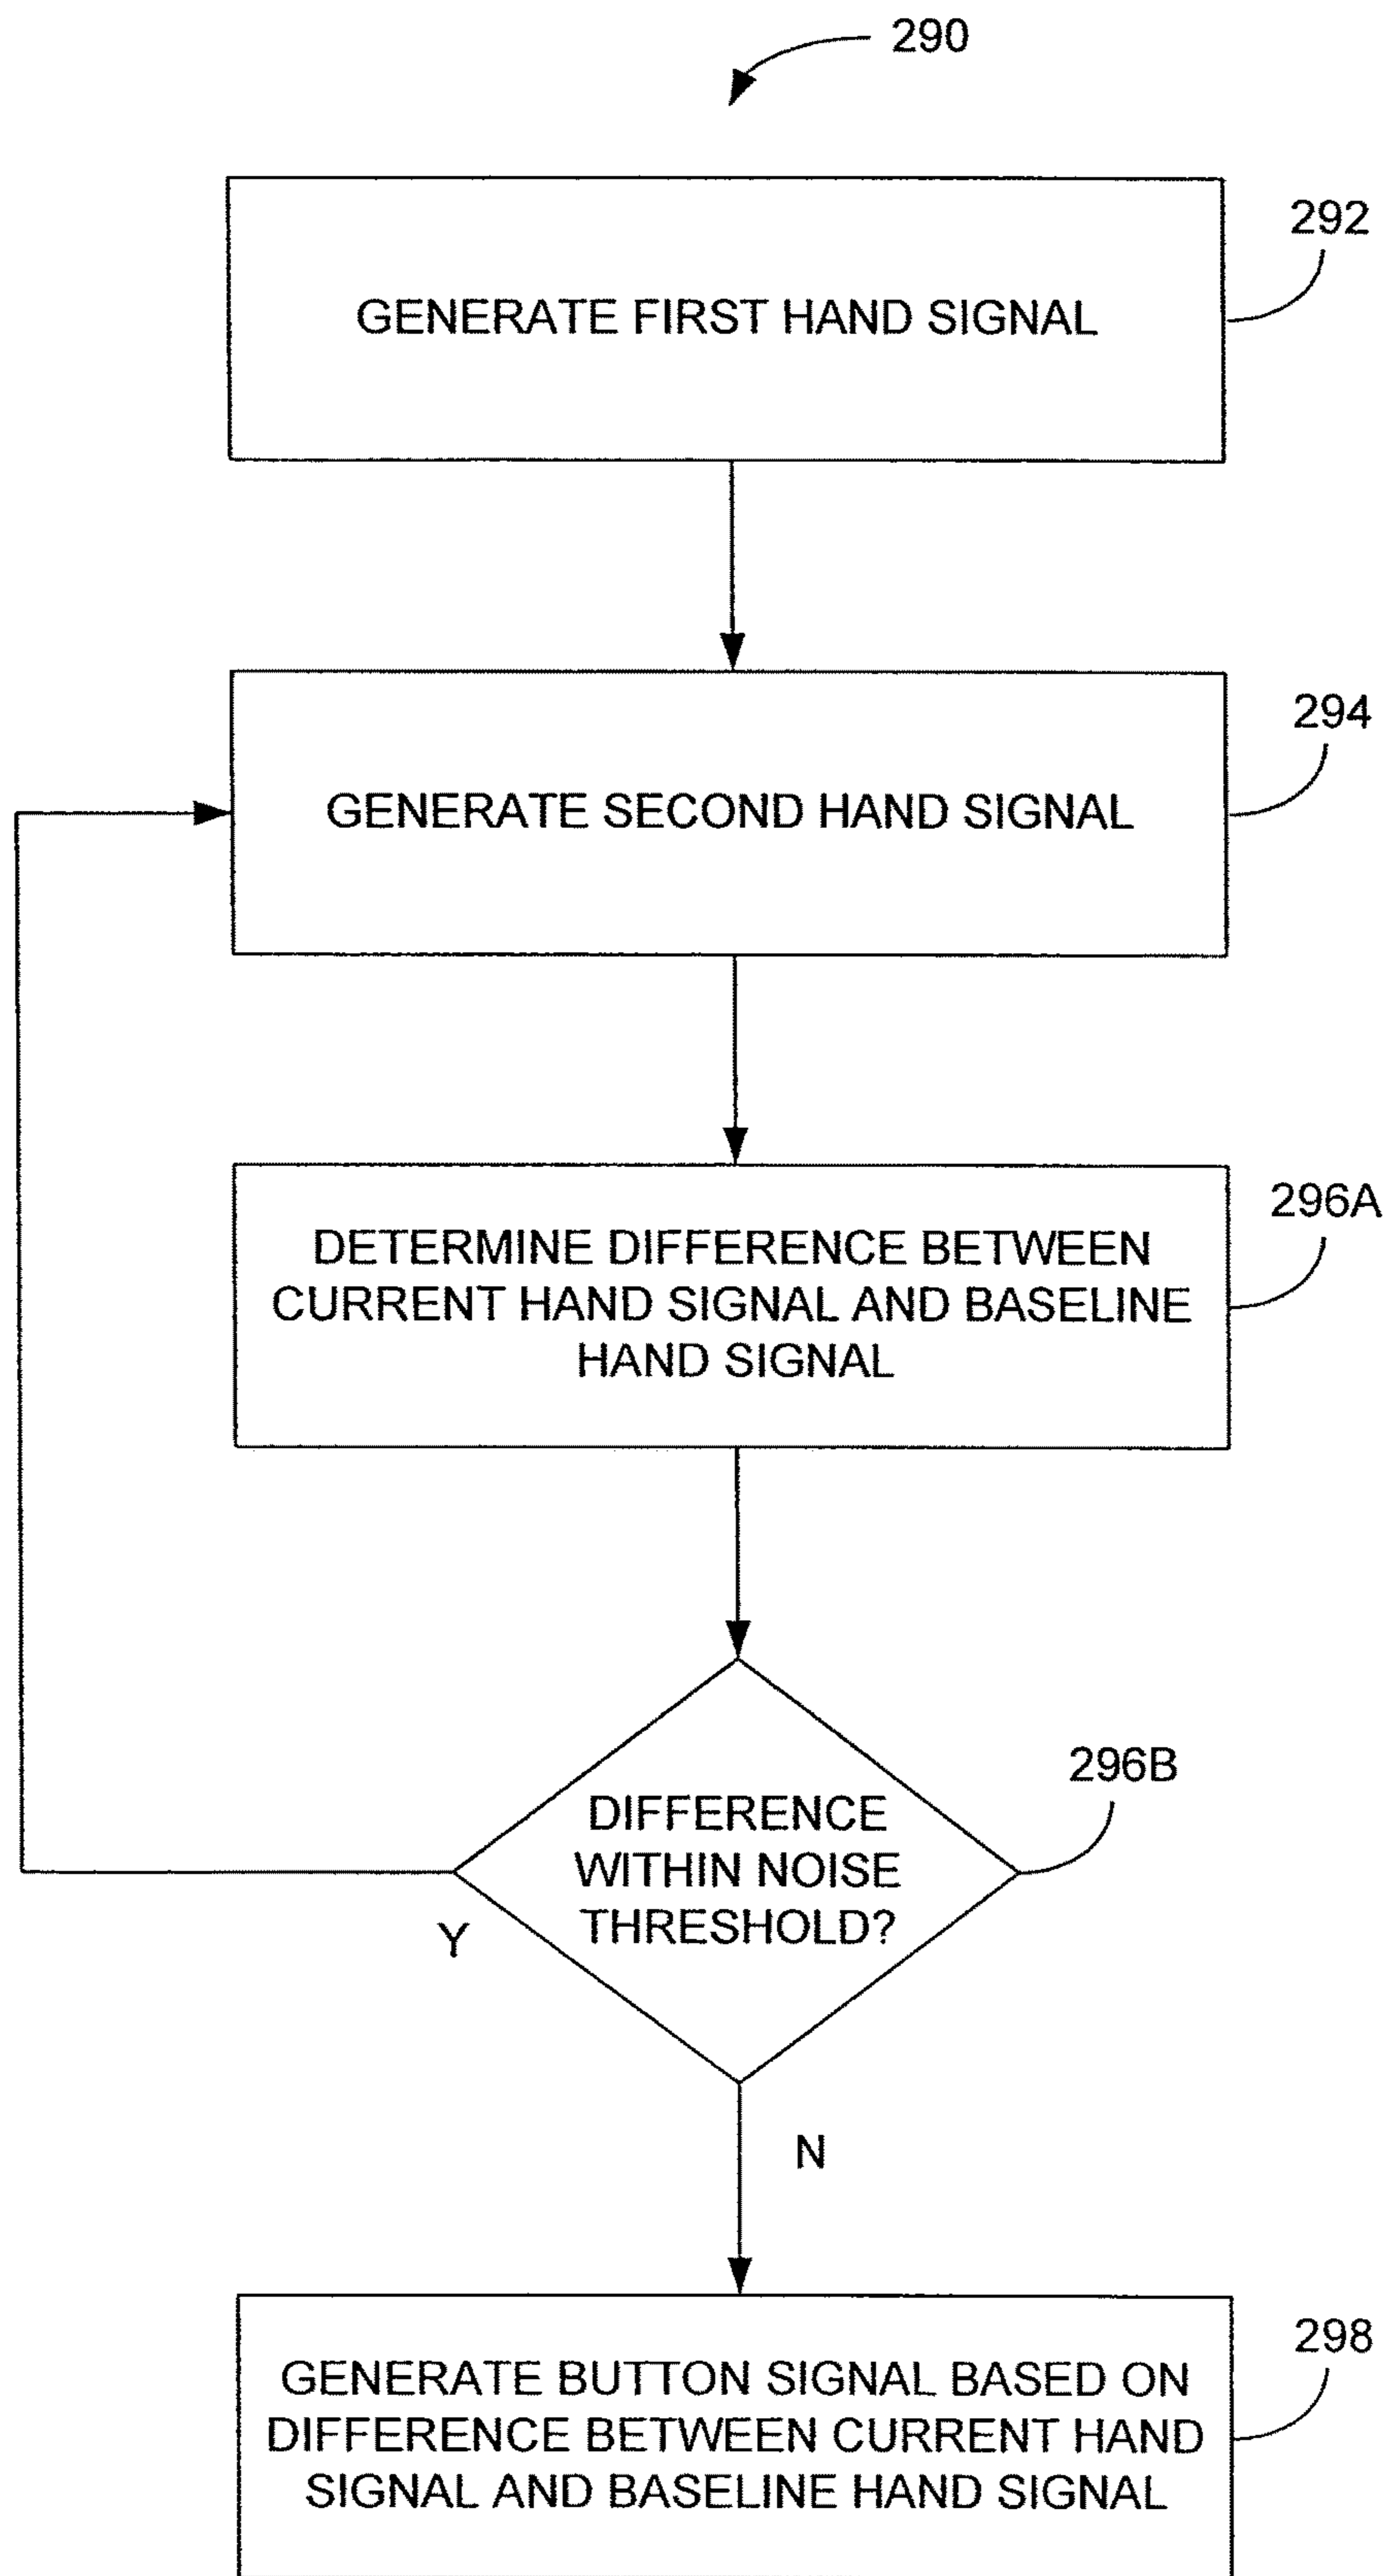 290
292
GENERATE FIRST HAND SIGNAL
294
GENERATE SECOND HAND SIGNAL
296A
DETERMINE DIFFERENCE BETWEEN
CURRENT HAND SIGNAL AND BASELINE
HAND SIGNAL
296B
DIFFERENCE
WITHIN NOISE
THRESHOLD?
Y
N
298
GENERATE BUTTON SIGNAL BASED ON
DIFFERENCE BETWEEN CURRENT HAND
SIGNAL AND BASELINE HAND SIGNAL